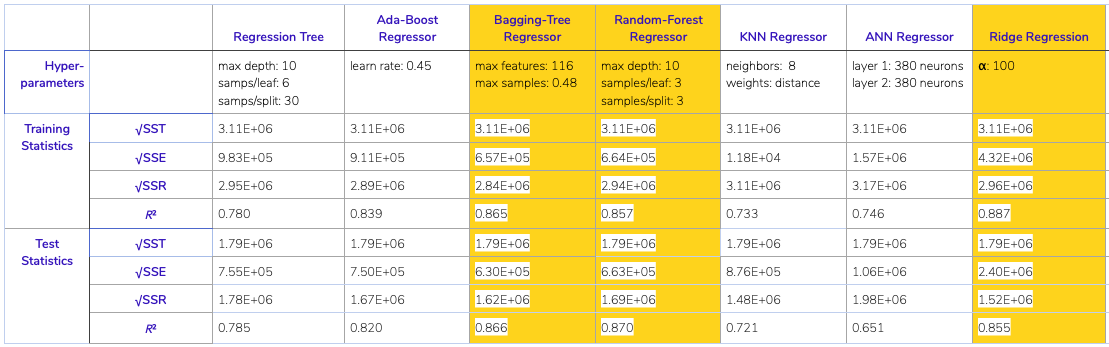 Regression Tree
Ada-Boost
Regressor
Bagging-Tree
Regressor
Random-Forest
Regressor
KNN Regressor
ANN Regressor
Ridge Regression
Hyper-
parameters
max depth: 10
samps/leaf: 6
samps/split: 30
learn rate: 0.45
max features: 116
max samples: 0.48
max depth: 10
samples/leaf: 3
samples/split: 3
neighbors: 8
weights: distance
layer 1: 380 neurons
layer 2: 380 neurons
α: 100
Training
Statistics
√SST 3.11E+06 3.11E+06 3.11E+06 3.11E+06 3.11E+06 3.11E+06 3.11E+06
√SSE 9.83E+05 9.11E+05 6.57E+05 6.64E+05 1.18E+04 1.57E+06 4.32E+06
√SSR 2.95E+06 2.89E+06 2.84E+06 2.94E+06 3.11E+06 3.17E+06 2.96E+06
R² 0.780 0.839 0.865 0.857 0.733 0.746 0.887
Test
Statistics
√SST 1.79E+06 1.79E+06 1.79E+06 1.79E+06 1.79E+06 1.79E+06 1.79E+06
√SSE 7.55E+05 7.50E+05 6.30E+05 6.63E+05 8.76E+05 1.06E+06 2.40E+06
√SSR 1.78E+06 1.67E+06 1.62E+06 1.69E+06 1.48E+06 1.98E+06 1.52E+06
R² 0.785 0.820 0.866 0.870 0.721 0.651 0.855